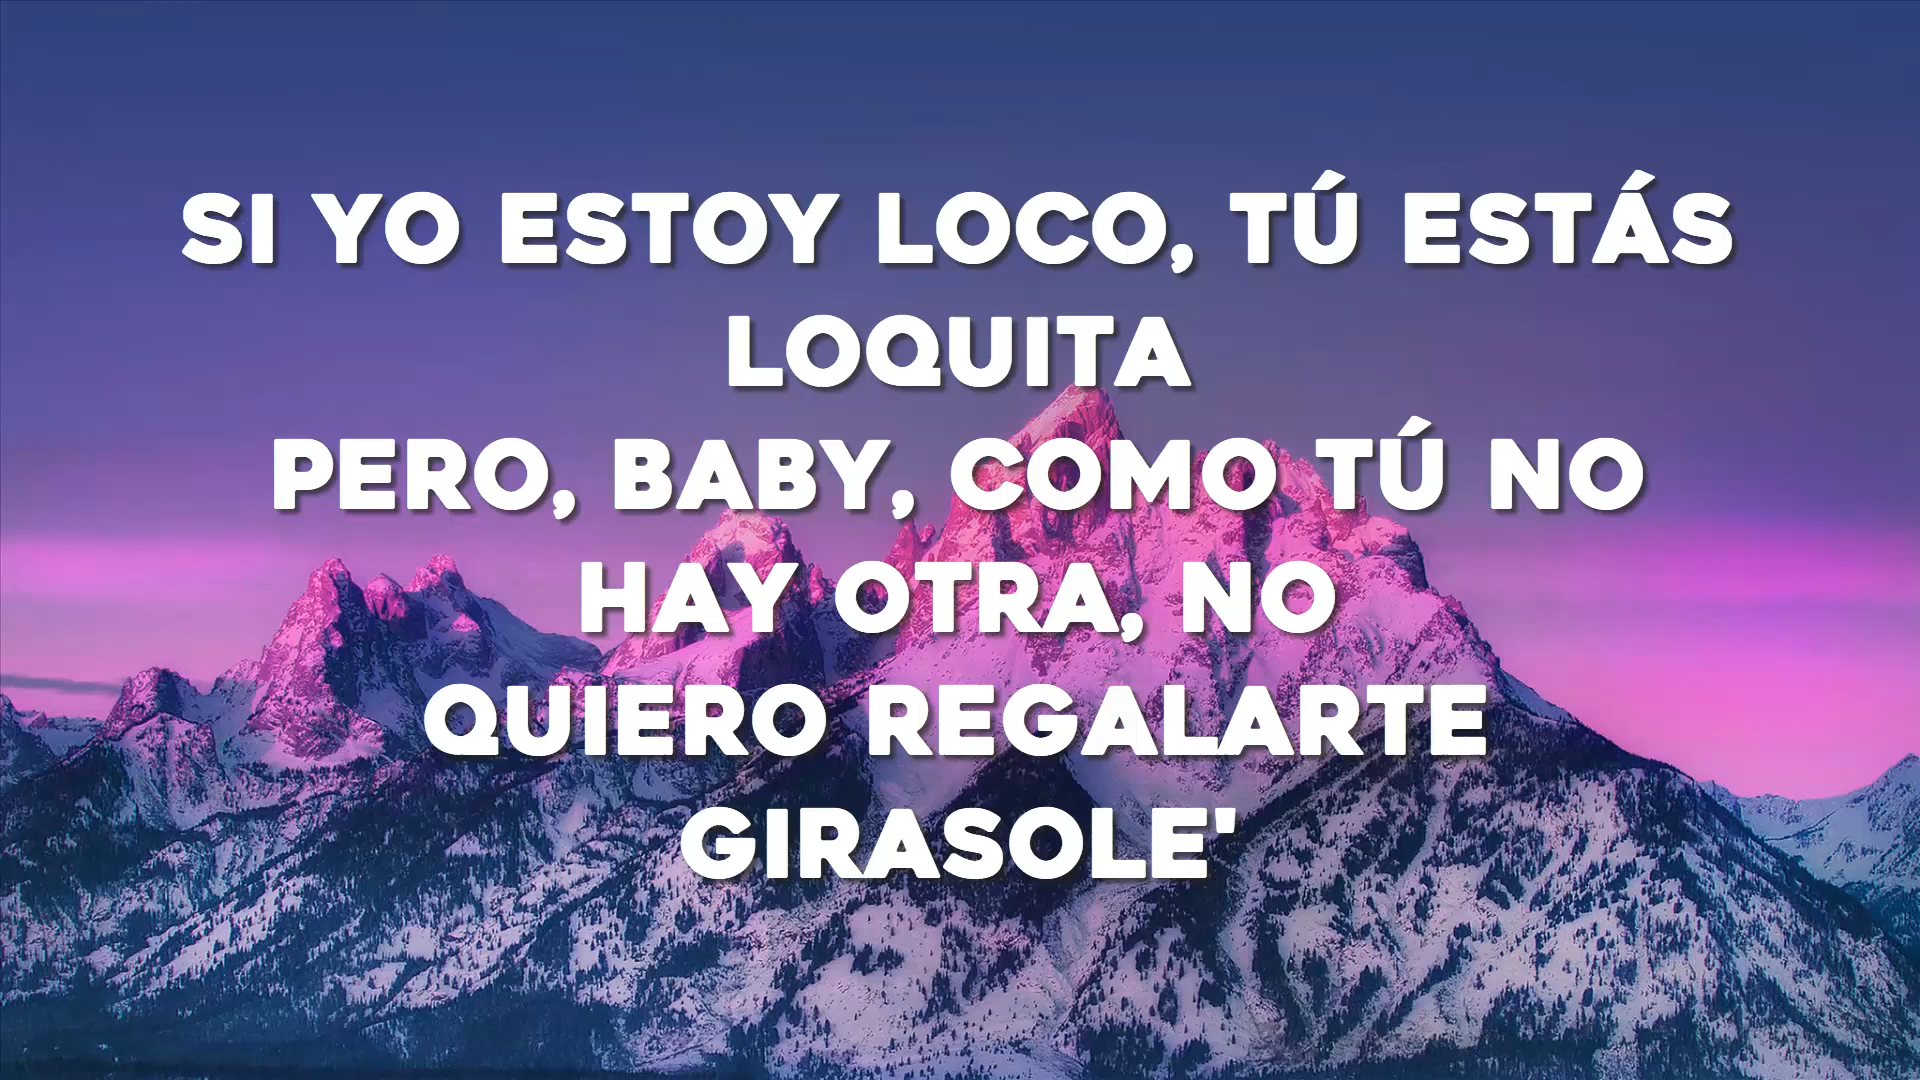 SI YO ESTOY LOCO, TÚ ESTÁS
LOQUITA
PERO, BABY, COMO TÚ NO
HAY OTRA, NO
QUIERO REGALARTE
GIRASOLE'